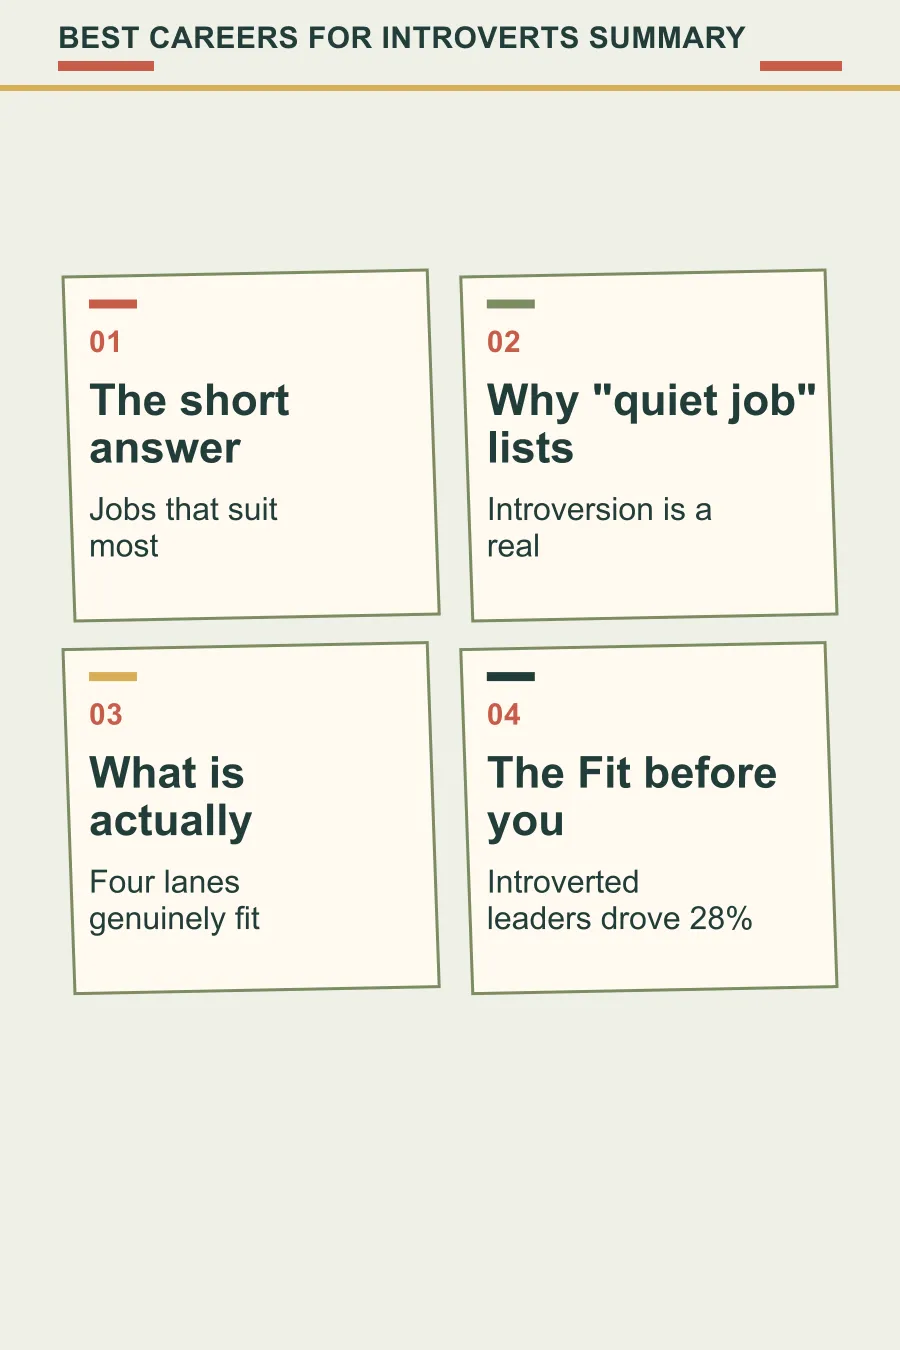 BEST CAREERS FOR INTROVERTS SUMMARY
01
The short
answer
Jobs that suit
most
02
Why "quiet job"
lists
Introversion is a
real
03
What is
actually
Four lanes
genuinely fit
04
The Fit before
you
Introverted
leaders drove 28%